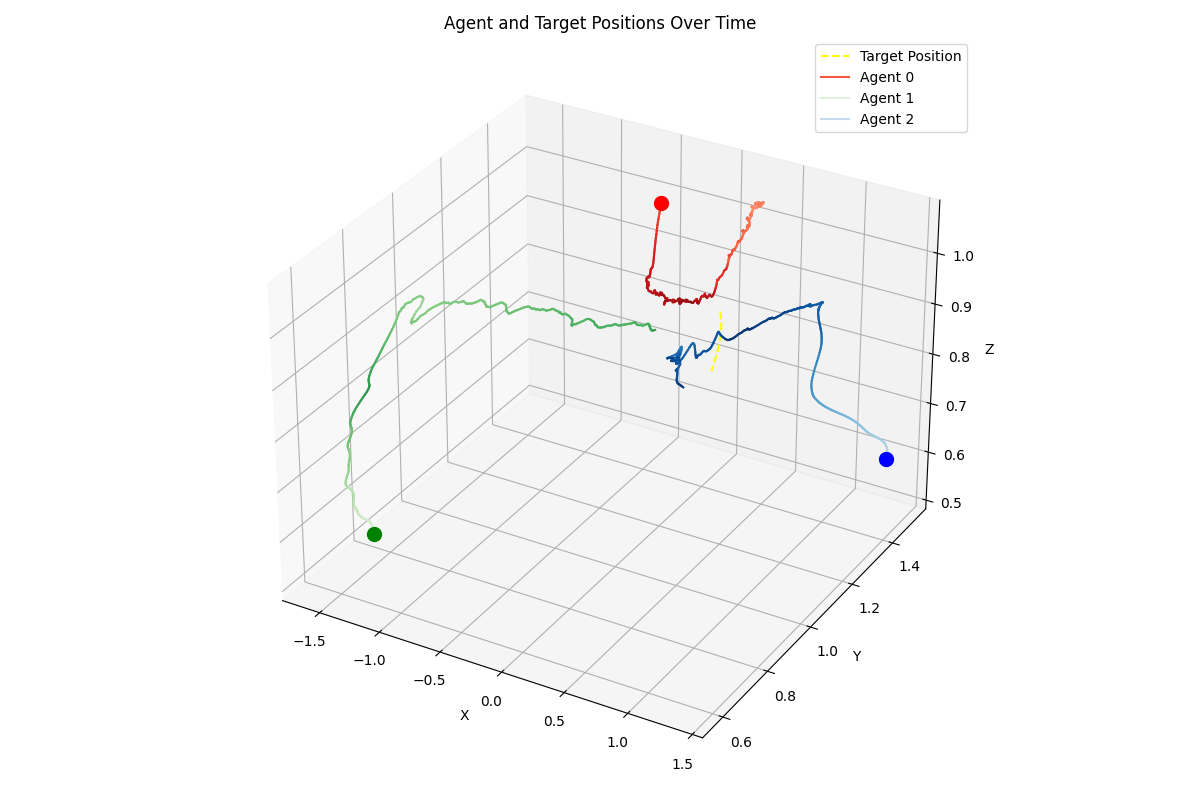 Agent and Target Positions Over Time
Target Position
Agent 0
Agent 1
Agent 2
1.0
0.9
0.8
Z
0.7
0.6
0.5
1.4
1.2
1.0
Y
0.8
0.6
−1.5
−1.0
−0.5
0.0
X
0.5
1.0
1.5